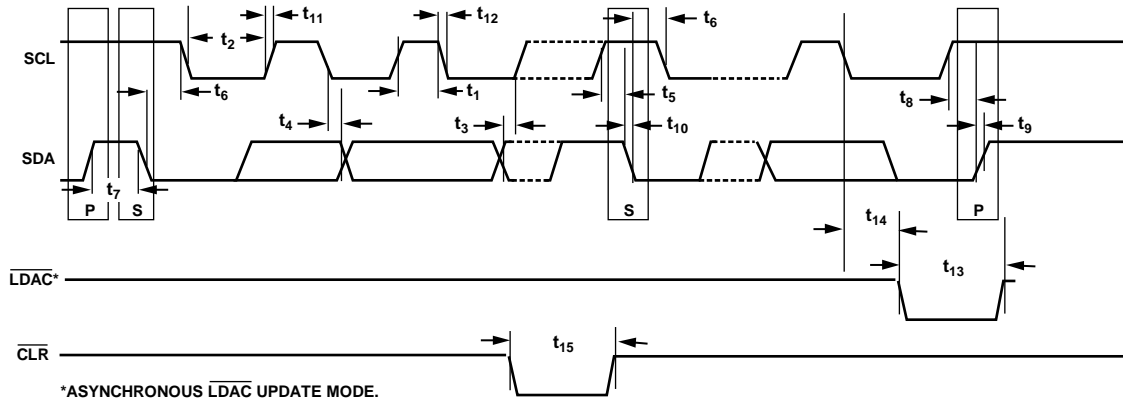 t11
t12
t2
t6
SCL
t6
t1
t5
t8
t4
t3
t10
t9
SDA
t7
P
S
S
P
t14
LDAC*
t13
CLR
t15
*ASYNCHRONOUS LDAC UPDATE MODE.